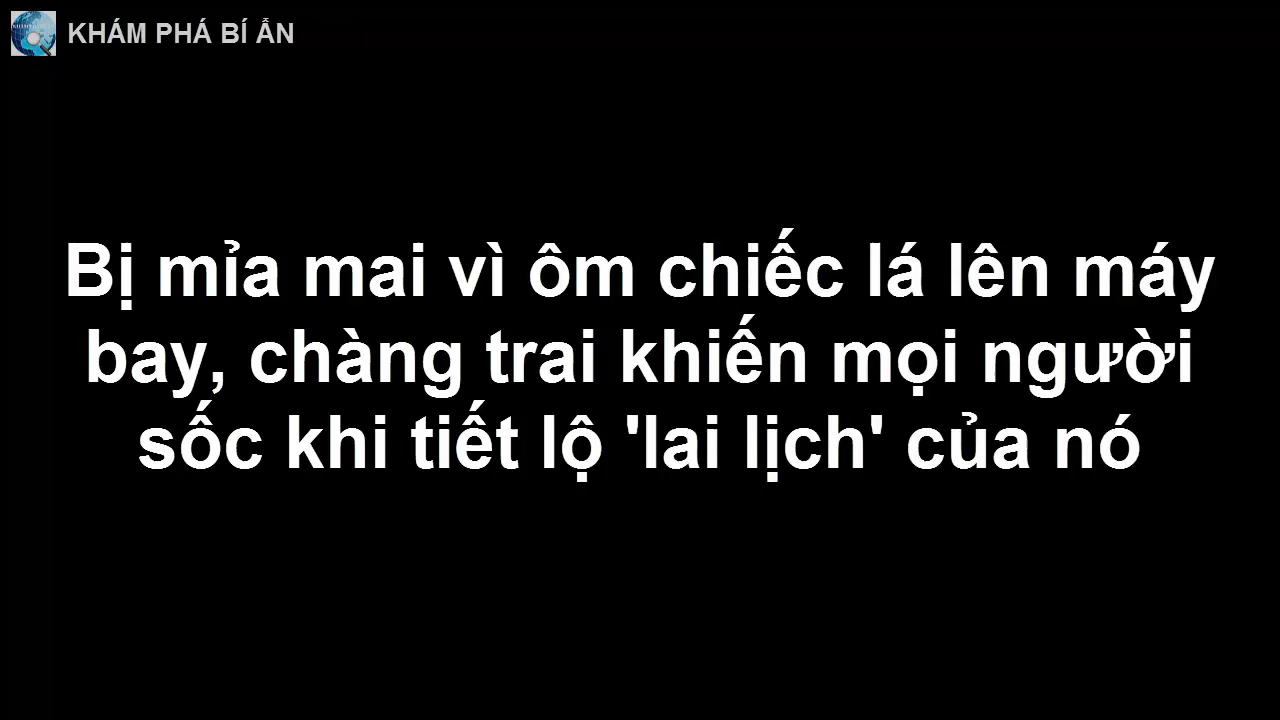 KHÁM PHÁ BÍ ẨN
Bị mỉa mai vì ôm chiếc lá lên máy
bay, chàng trai khiến mọi người
sốc khi tiết lộ 'lai lịch' của nó